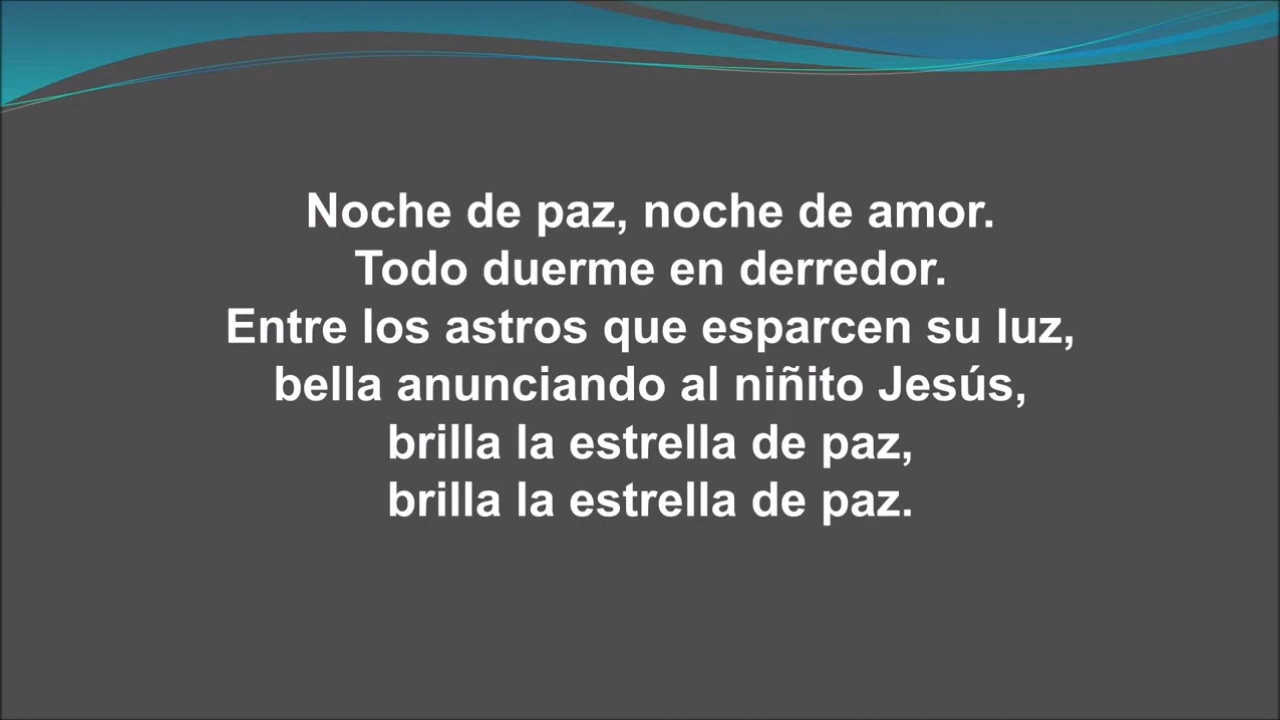 Noche de paz, noche de amor.
Todo duerme en derredor.
Entre los astros que esparcen su luz,
bella anunciando al niñito Jesús,
brilla la estrella de paz,
brilla la estrella de paz.